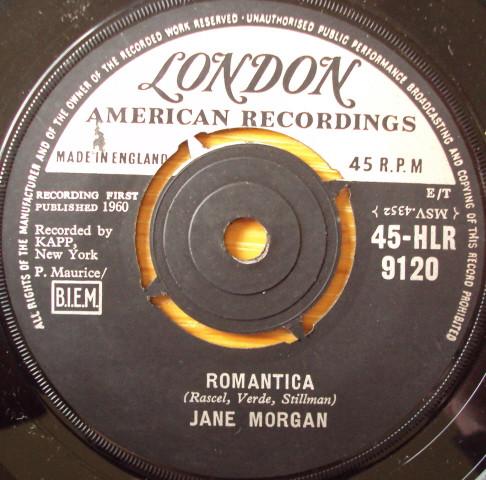 ALL RIGHTS OF THE MANUFACTURER AND OF THE OWNER OF THE RECORDED WORK RESERVED · UNAUTHORISED PUBLIC PERFORMANCE BROADCASTING AND COPYING OF THIS RECORD PROHIBITED
LONDON
AMERICAN RECORDINGS
MADE IN ENGLAND
45 R.P.M
RECORDING FIRST
PUBLISHED 1960
E/T
MSV.4352
Recorded by
KAPP,
New York
45-HLR
9120
P. Maurice/
B.I.E.M.
ROMANTICA
(Rascel, Verde, Stillman)
JANE MORGAN